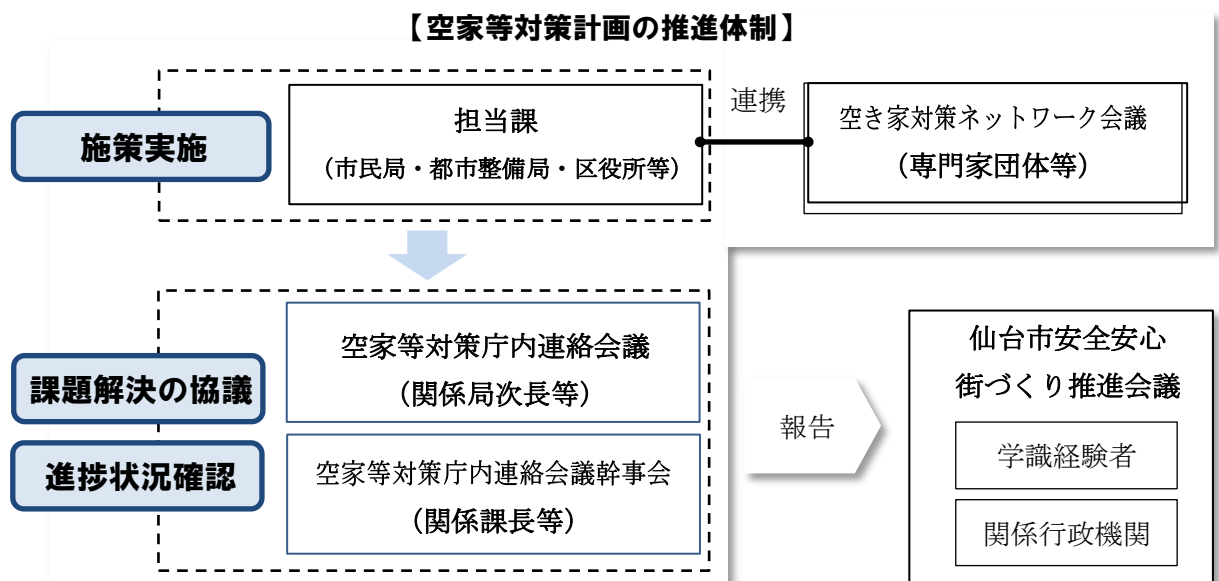 【空家等対策計画の推進体制】
施策実施
担当課
（市民局・都市整備局・区役所等）
連携
空き家対策ネットワーク会議
（専門家団体等）
課題解決の協議
進捗状況確認
空家等対策庁内連絡会議
（関係局次長等）
空家等対策庁内連絡会議幹事会
（関係課長等）
報告
仙台市安全安心
街づくり推進会議
学識経験者
関係行政機関